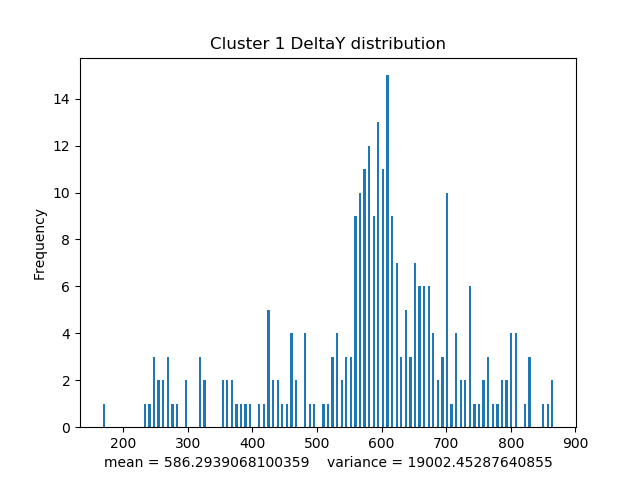 Cluster 1 DeltaY distribution
14
12
10
8
6
4
2
0
Frequency
200 300 400 500 600 700 800 900
mean = 586.2939068100359    variance = 19002.45287640855